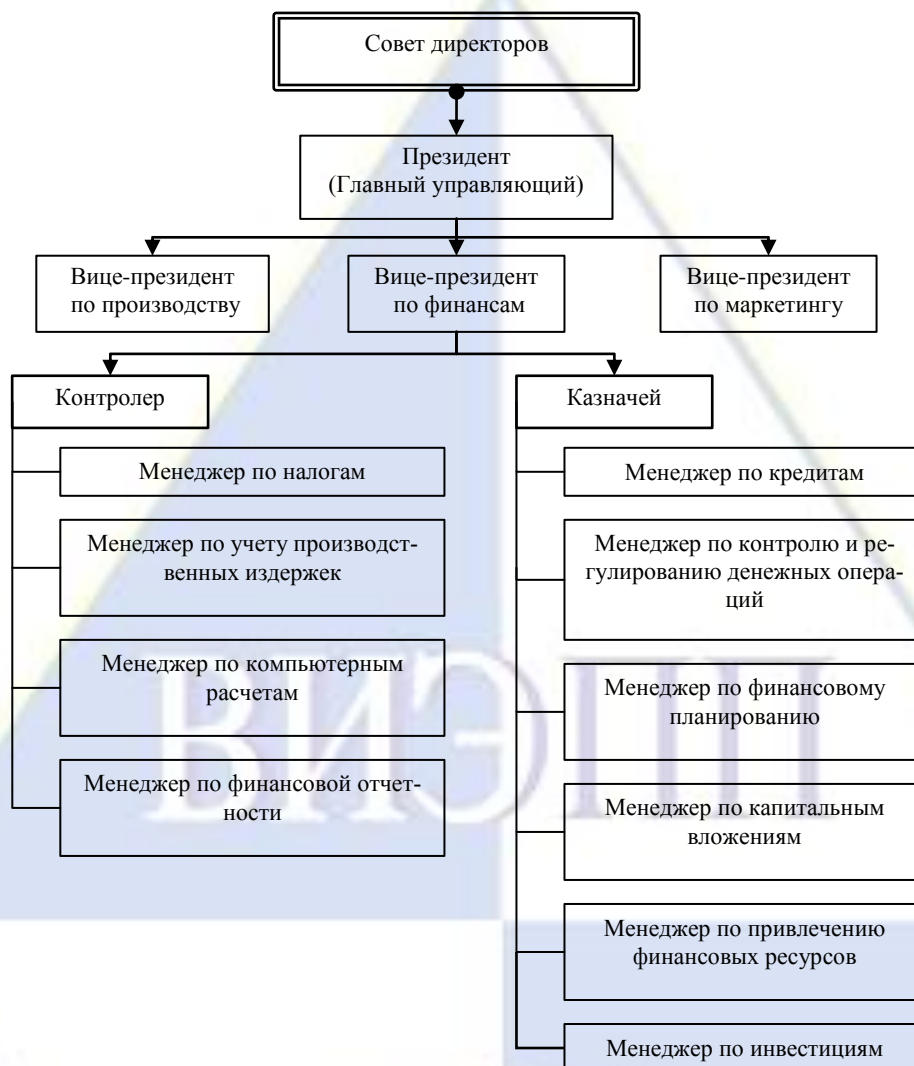 Совет директоров
Президент
(Главный управляющий)
Вице-президент
по производству
Вице-президент
по финансам
Вице-президент
по маркетингу
Контролер
Казначей
Менеджер по налогам
Менеджер по учету производст-
венных издержек
Менеджер по компьютерным
расчетам
Менеджер по финансовой отчет-
ности
Менеджер по кредитам
Менеджер по контролю и ре-
гулированию денежных опера-
ций
Менеджер по финансовому
планированию
Менеджер по капитальным
вложениям
Менеджер по привлечению
финансовых ресурсов
Менеджер по инвестициям
ВИЭПП